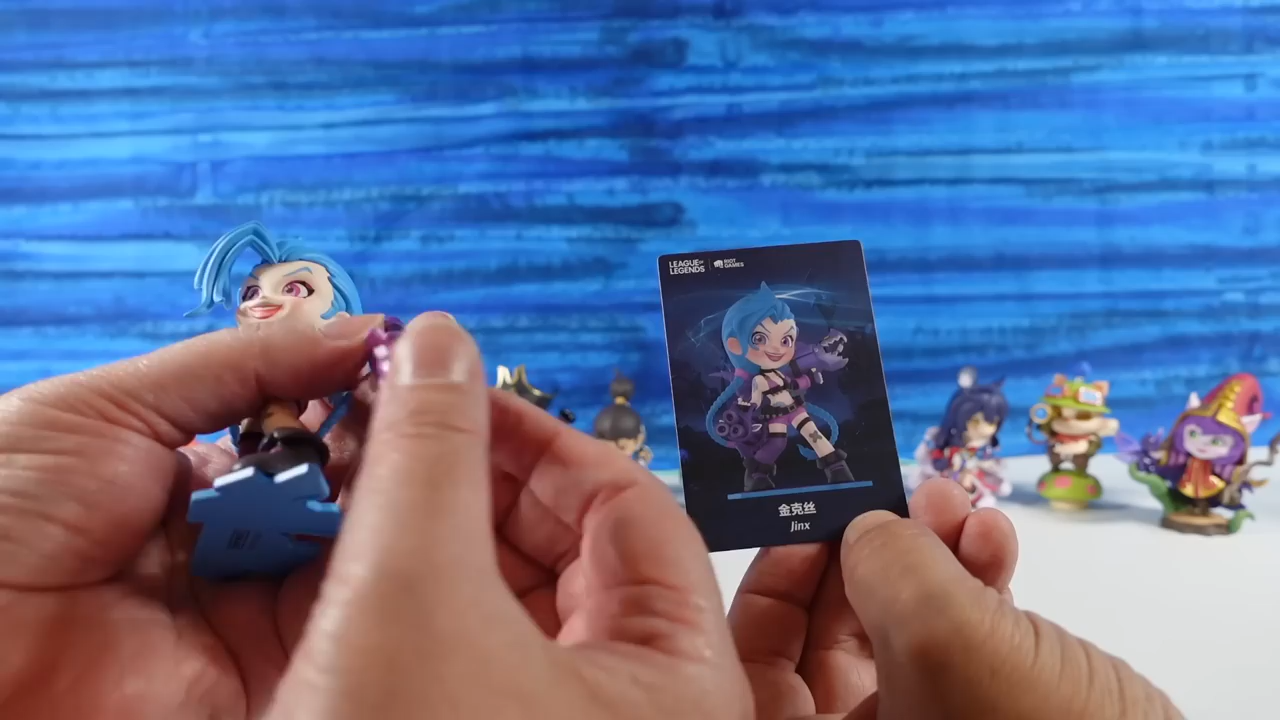 LEAGUE OF
LEGENDS
RIOT
GAMES
金克丝
Jinx